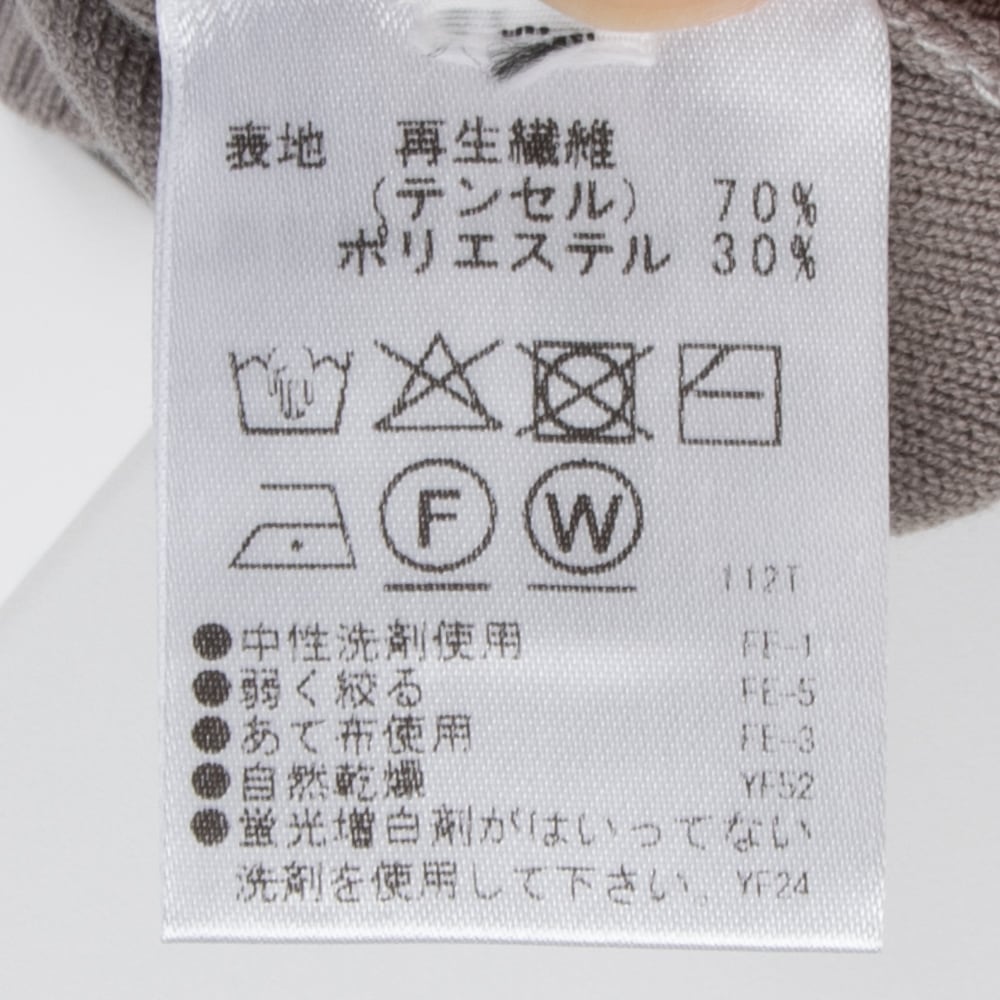 表地 再生繊維
(テンセル) 70%
ポリエステル 30%
F W
112T
●中性洗剤使用 FE-1
●弱く絞る FE-5
●あて布使用 FE-3
●自然乾燥 YF52
●蛍光増白剤がはいってない
洗剤を使用して下さい。YF24